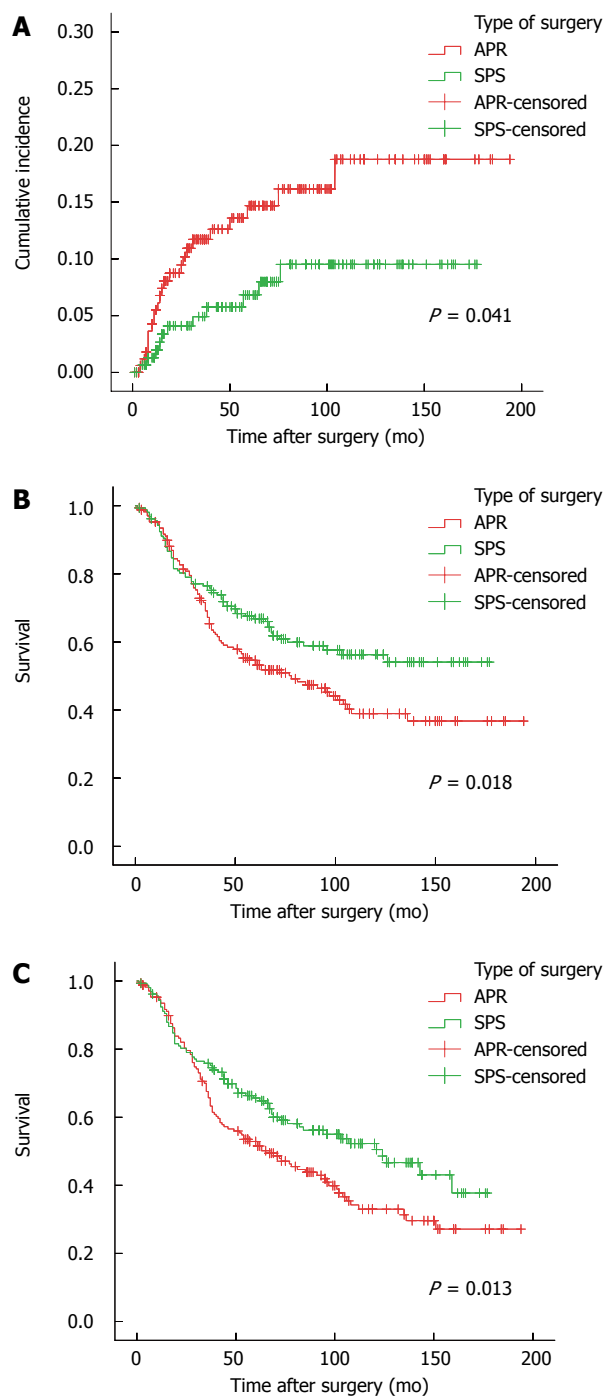 A
Type of surgery
APR
SPS
APR-censored
SPS-censored
0.30
0.25
0.20
0.15
0.10
0.05
0.00
Cumulative incidence
P = 0.041
0 50 100 150 200
Time after surgery (mo)
B
Type of surgery
APR
SPS
APR-censored
SPS-censored
1.0
0.8
0.6
0.4
0.2
0.0
Survival
P = 0.018
0 50 100 150 200
Time after surgery (mo)
C
Type of surgery
APR
SPS
APR-censored
SPS-censored
1.0
0.8
0.6
0.4
0.2
0.0
Survival
P = 0.013
0 50 100 150 200
Time after surgery (mo)